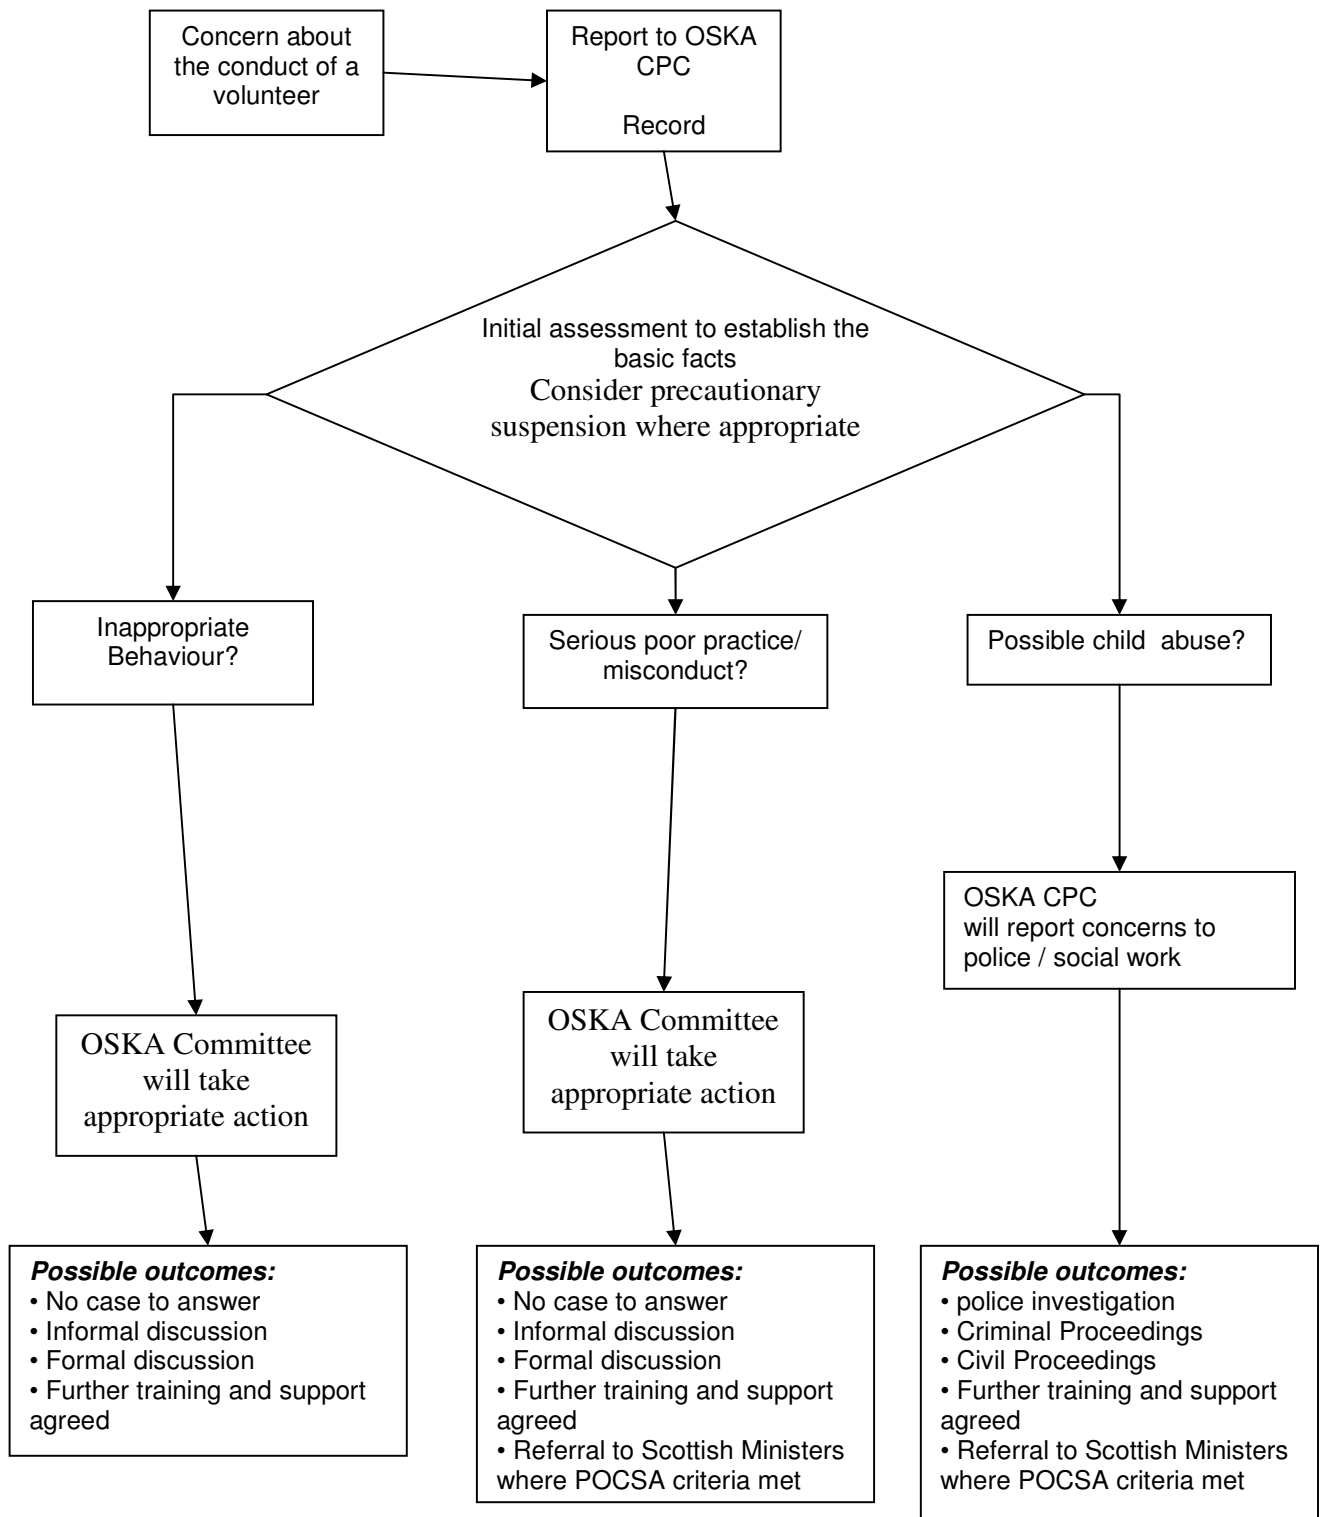 Concern about
the conduct of a
volunteer
Report to OSKA
CPC
Record
Initial assessment to establish the
basic facts
Consider precautionary
suspension where appropriate
Inappropriate
Behaviour?
Serious poor practice/
misconduct?
Possible child  abuse?
OSKA CPC
will report concerns to
police / social work
OSKA Committee
will take
appropriate action
OSKA Committee
will take
appropriate action
Possible outcomes:
• No case to answer
• Informal discussion
• Formal discussion
• Further training and support
agreed
Possible outcomes:
• No case to answer
• Informal discussion
• Formal discussion
• Further training and support
agreed
• Referral to Scottish Ministers
where POCSA criteria met
Possible outcomes:
• police investigation
• Criminal Proceedings
• Civil Proceedings
• Further training and support
agreed
• Referral to Scottish Ministers
where POCSA criteria met